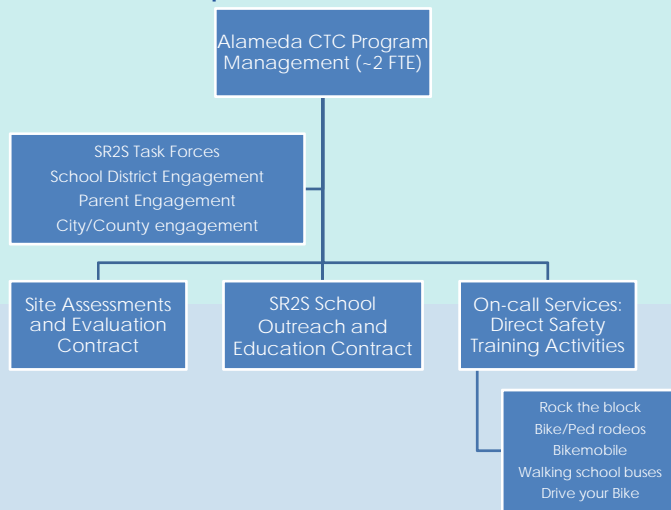 Alameda CTC Program
Management (~2 FTE)
SR2S Task Forces
School District Engagement
Parent Engagement
City/County engagement
Site Assessments
and Evaluation
Contract
SR2S School
Outreach and
Education Contract
On-call Services:
Direct Safety
Training Activities
Rock the block
Bike/Ped rodeos
Bikemobile
Walking school buses
Drive your Bike